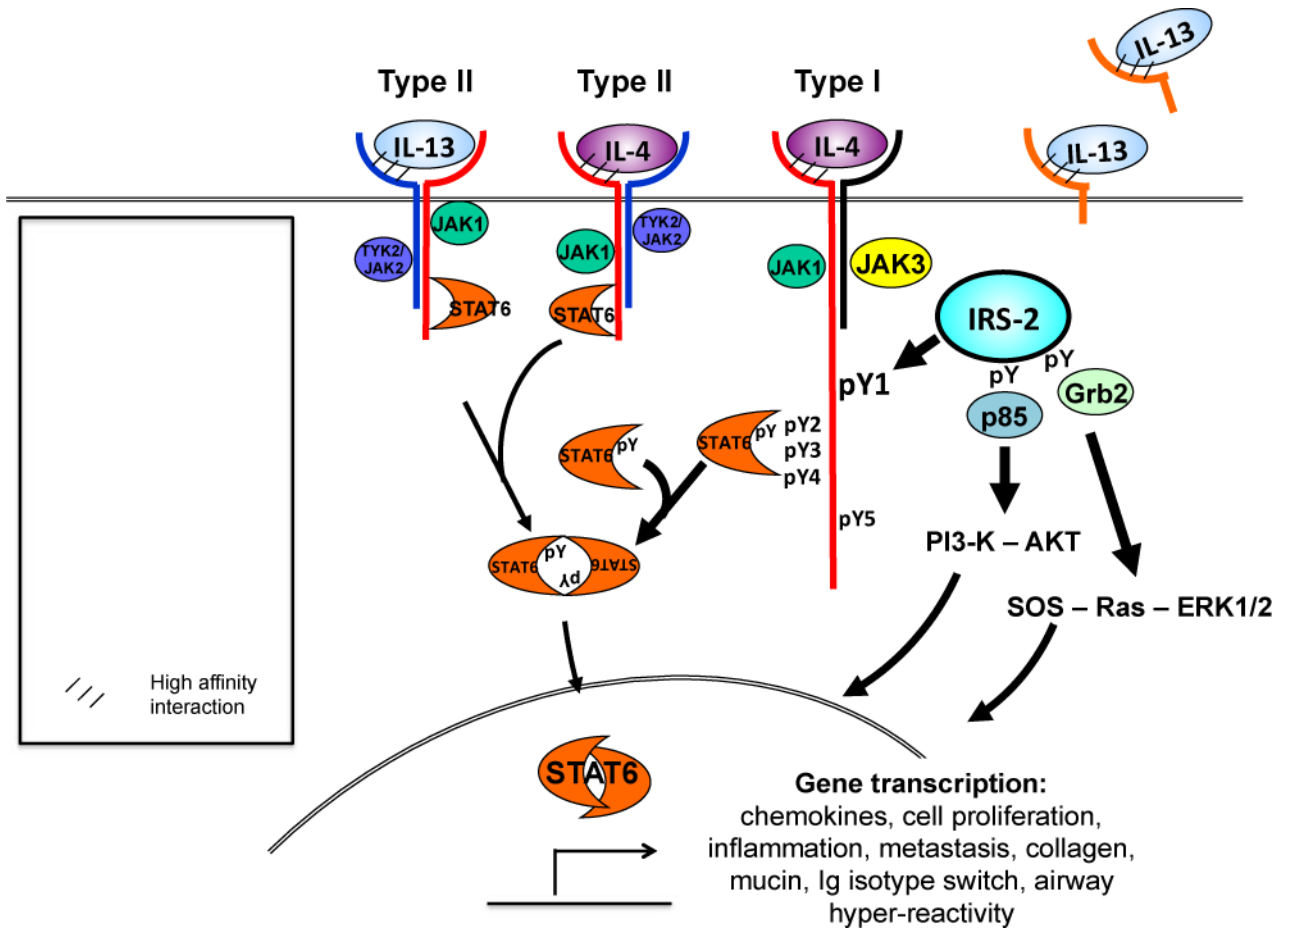 IL-13
Type II
Type II
Type I
IL-13
IL-4
IL-4
IL-13
JAK1
TYK2/
JAK2
TYK2/
JAK2
JAK1
JAK1
JAK3
STAT6
STAT6
IRS-2
pY
pY
pY1
Grb2
p85
STAT6
pY
STAT6
pY
pY2
pY3
pY4
pY5
PI3-K – AKT
STAT6
pY
pY
STAT6
SOS – Ras – ERK1/2
High affinity
interaction
STAT6
Gene transcription:
chemokines, cell proliferation,
inflammation, metastasis, collagen,
mucin, Ig isotype switch, airway
hyper-reactivity